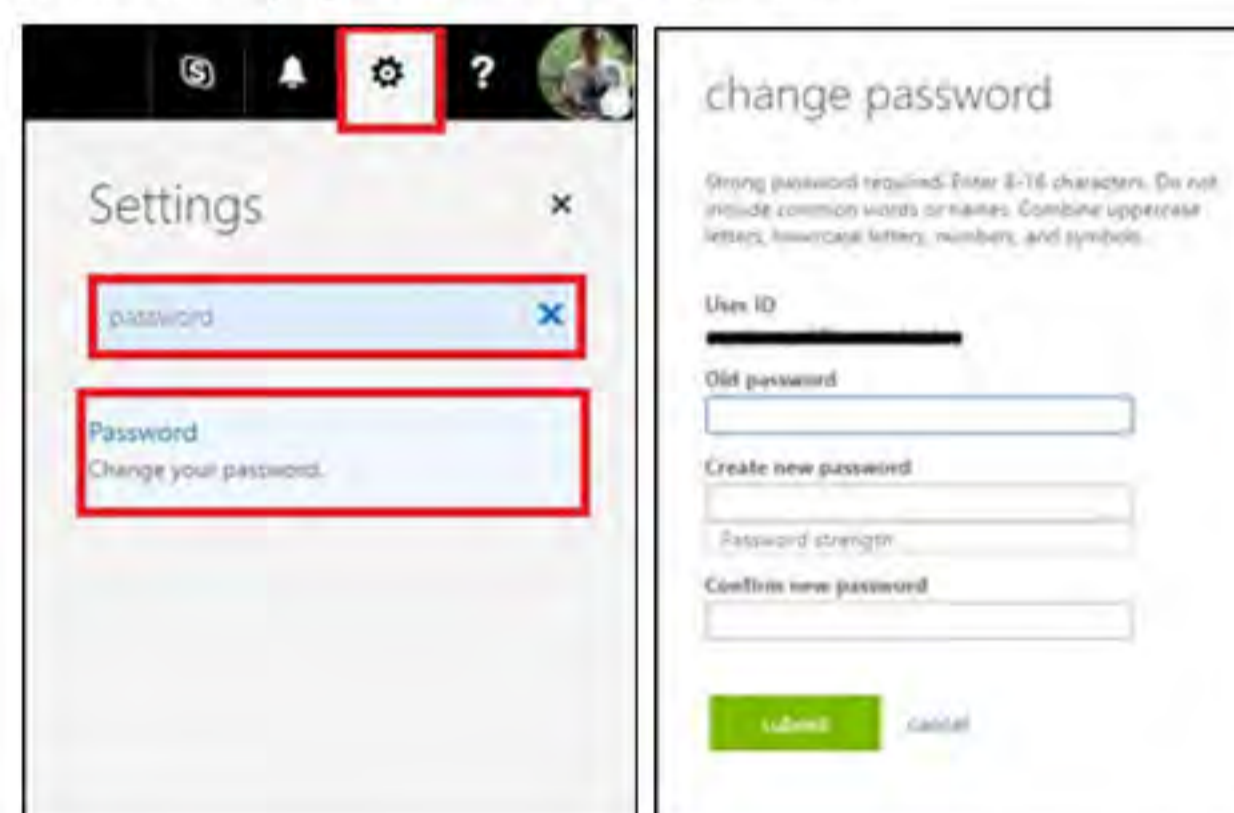 Settings
password
Password
Change your password.
change password
Strong password required. Enter 8-16 characters. Do not
include common words or names. Combine uppercase
letters, lowercase letters, numbers, and symbols.
User ID
Old password
Create new password
Password strength
Confirm new password
submit
cancel